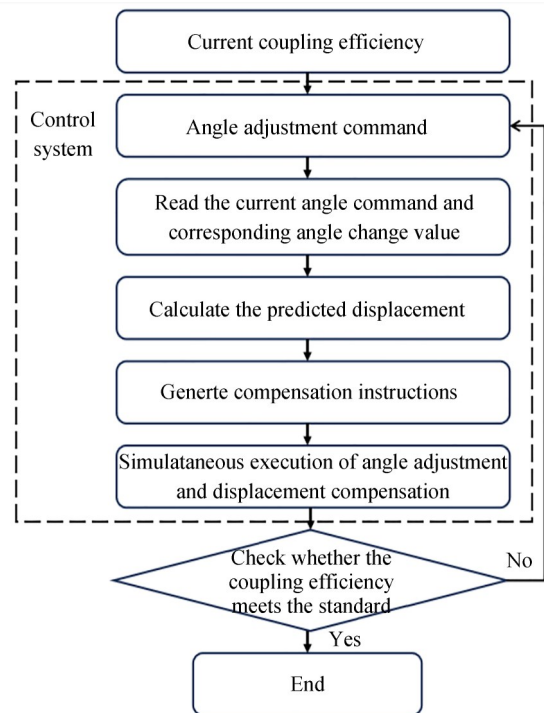 Current coupling efficiency
Control
system
Angle adjustment command
Read the current angle command and
corresponding angle change value
Calculate the predicted displacement
Generte compensation instructions
Simulataneous execution of angle adjustment
and displacement compensation
Check whether the
coupling efficiency
meets the standard
No
Yes
End